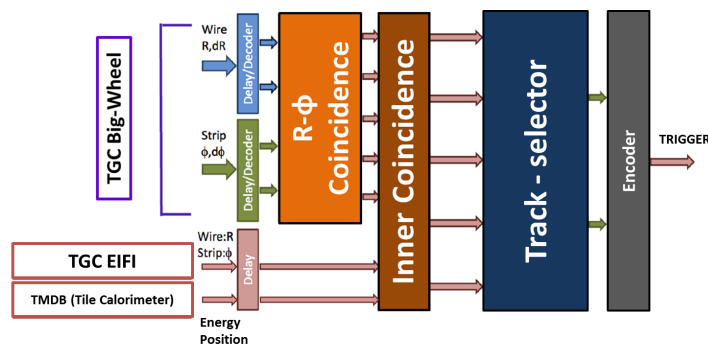 TGC Big-Wheel
Wire
R,dR
Delay/Decoder
Strip
ϕ,dϕ
Delay/Decoder
R-ϕ
Coincidence
Inner Coincidence
Track - selector
Encoder
TRIGGER
TGC EIFI
Wire:R
Strip:ϕ
Delay
TMDB (Tile Calorimeter)
Energy
Position